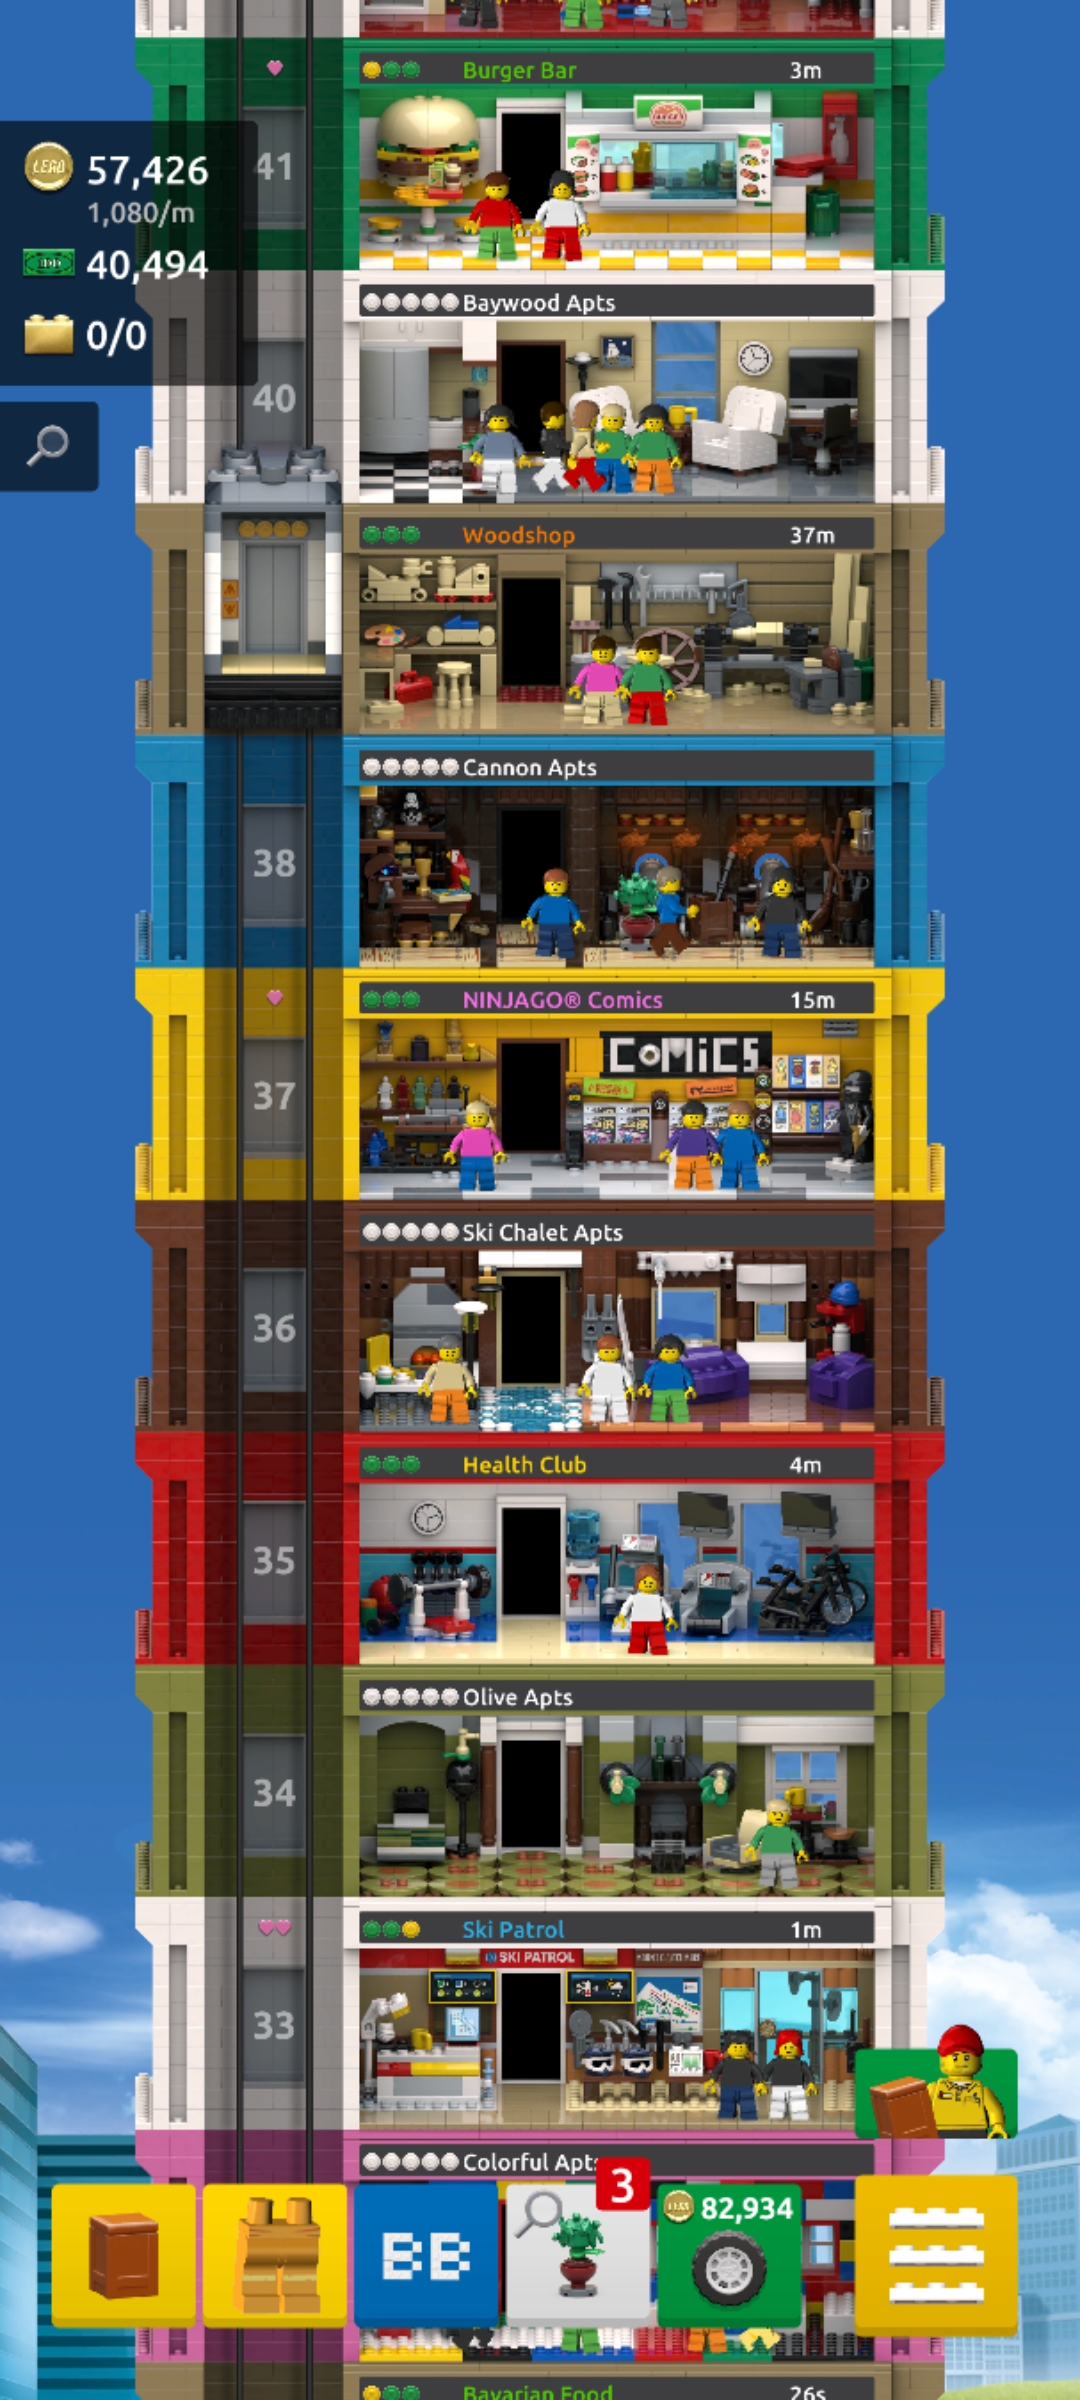 Burger Bar 3m
41
LEGO 57,426
1,080/m
40,494
0/0
Baywood Apts
40
Woodshop 37m
Cannon Apts
38
NINJAGO® Comics 15m
COMICS
37
Ski Chalet Apts
36
Health Club 4m
35
Olive Apts
34
Ski Patrol 1m
SKI PATROL
33
Colorful Apts
3
BB
82,934
Bavarian Food 26s